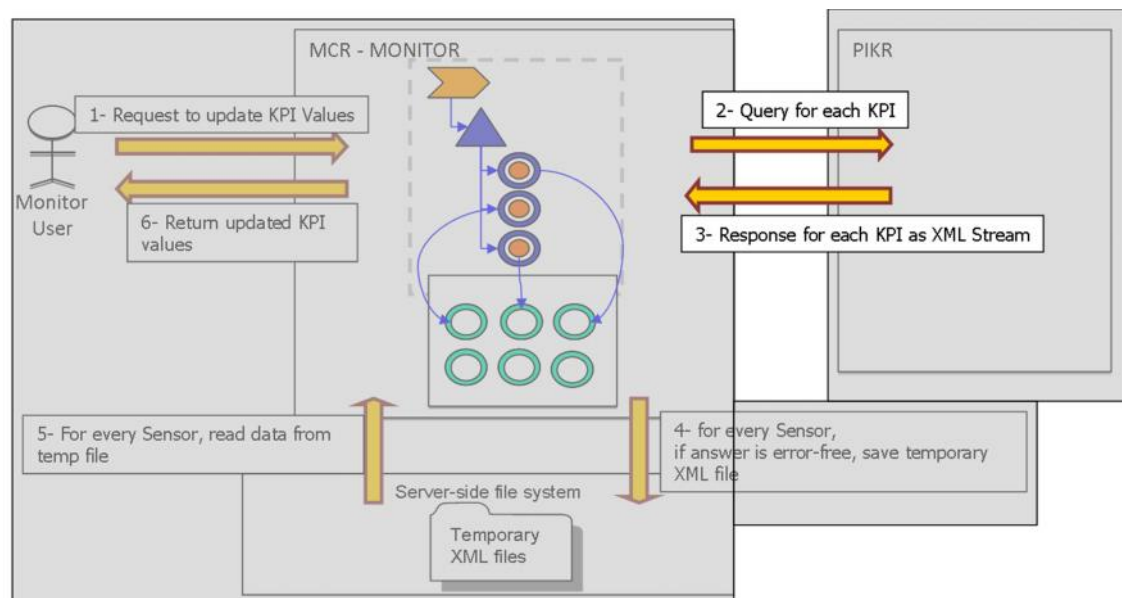 MCR - MONITOR
PIKR
1- Request to update KPI Values
2- Query for each KPI
Monitor
User
6- Return updated KPI
values
3- Response for each KPI as XML Stream
5- For every Sensor, read data from
temp file
4- for every Sensor,
if answer is error-free, save temporary
XML file
Server-side file system
Temporary
XML files